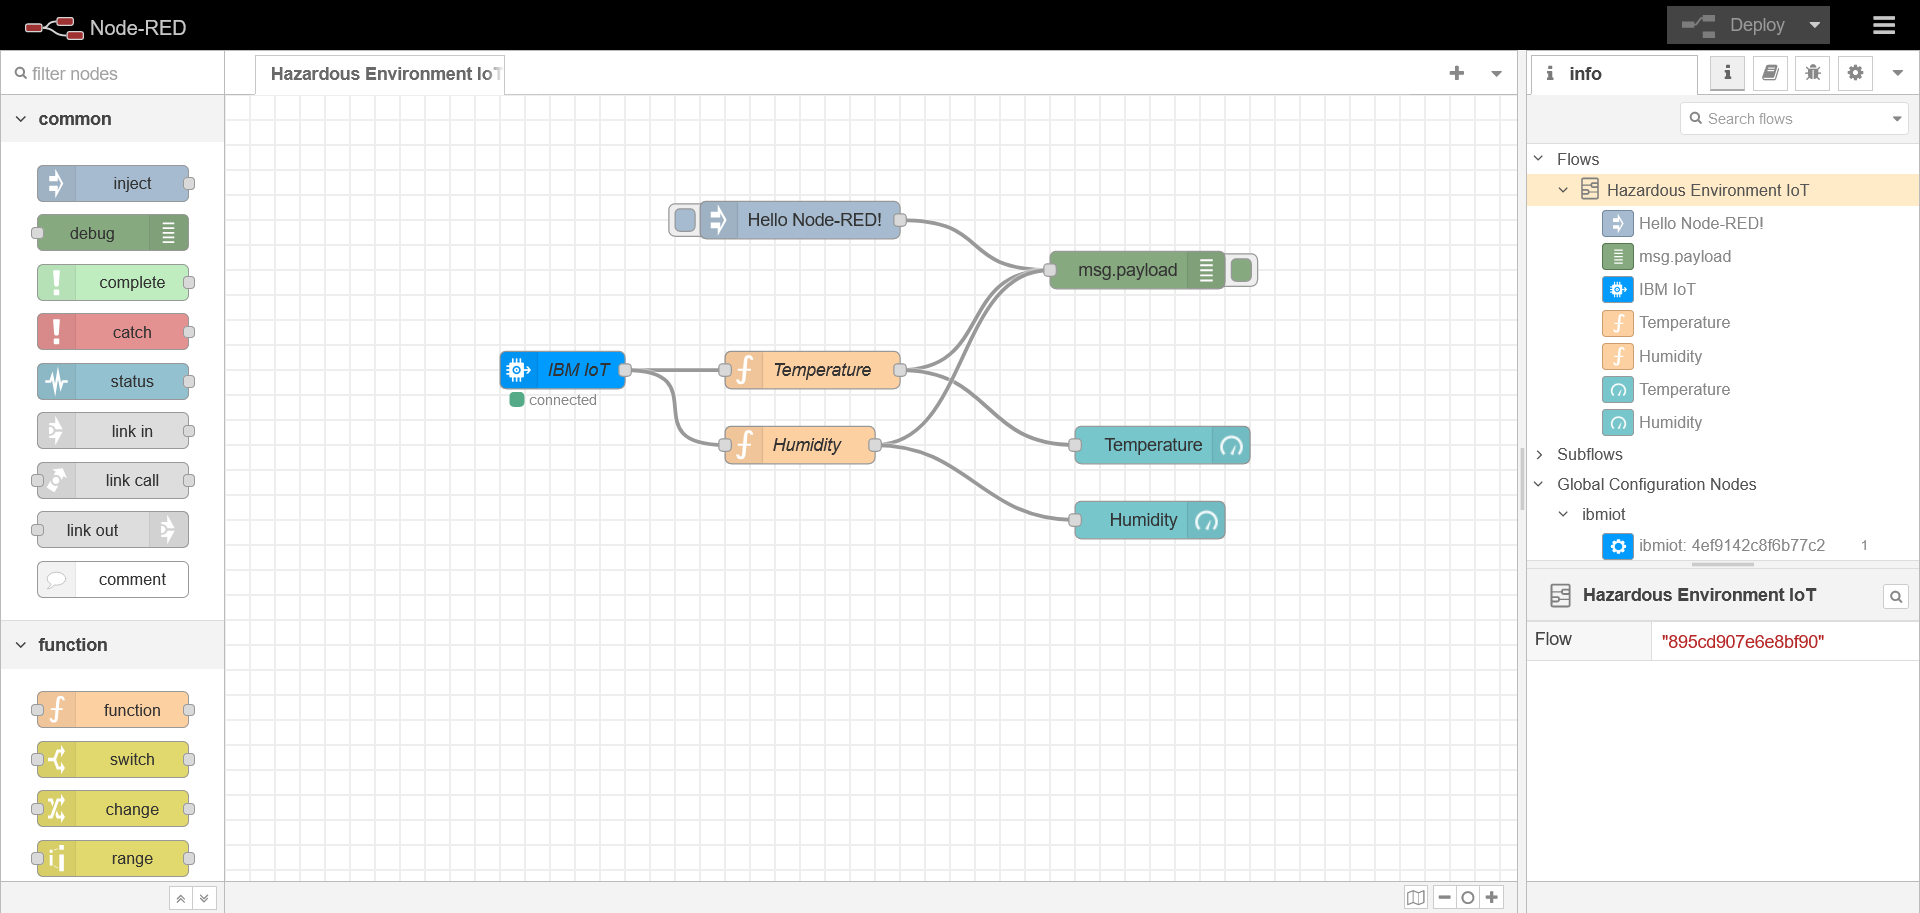 Node-RED
Deploy
filter nodes
Hazardous Environment IoT
info
Search flows
common
inject
debug
complete
catch
status
link in
link call
link out
comment
function
function
switch
change
range
Hello Node-RED!
msg.payload
IBM IoT
connected
Temperature
Humidity
Temperature
Humidity
Flows
Hazardous Environment IoT
Hello Node-RED!
msg.payload
IBM IoT
Temperature
Humidity
Temperature
Humidity
Subflows
Global Configuration Nodes
ibmiot
ibmiot: 4ef9142c8f6b77c2 1
Hazardous Environment IoT
Flow "895cd907e6e8bf90"